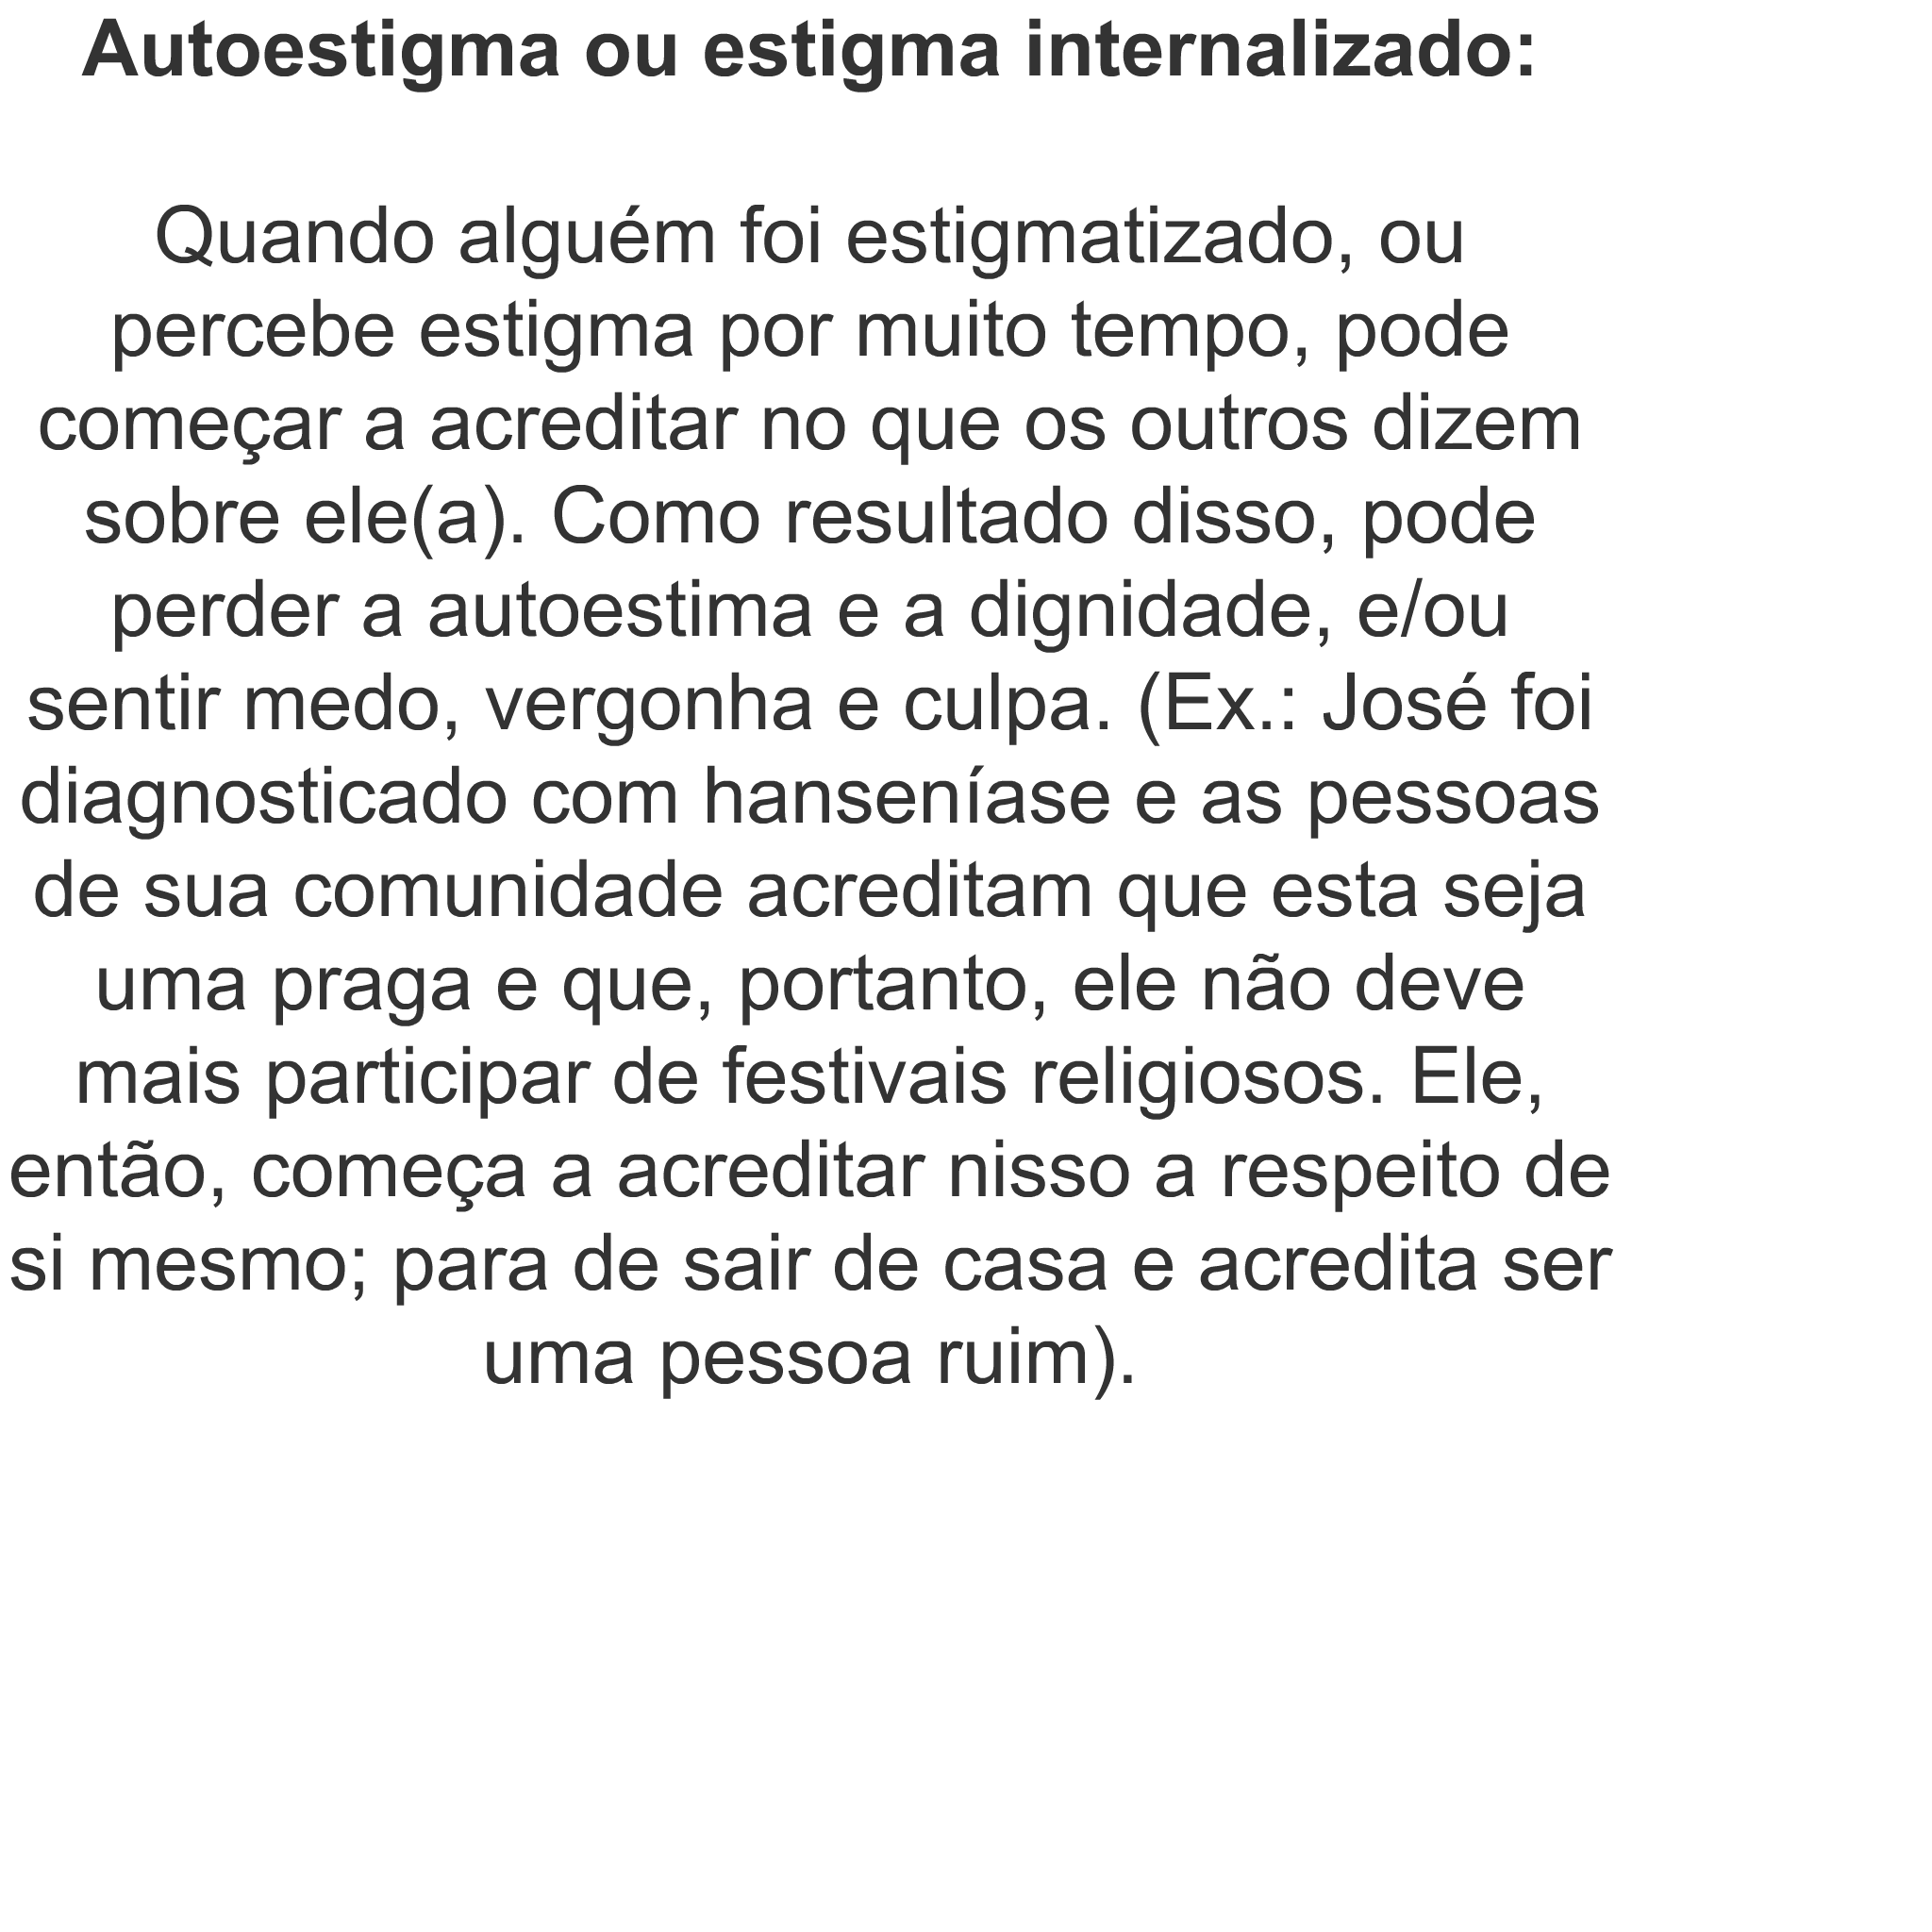 Autoestigma ou estigma internalizado:
Quando alguém foi estigmatizado, ou
percebe estigma por muito tempo, pode
começar a acreditar no que os outros dizem
sobre ele(a). Como resultado disso, pode
perder a autoestima e a dignidade, e/ou
sentir medo, vergonha e culpa. (Ex.: José foi
diagnosticado com hanseníase e as pessoas
de sua comunidade acreditam que esta seja
uma praga e que, portanto, ele não deve
mais participar de festivais religiosos. Ele,
então, começa a acreditar nisso a respeito de
si mesmo; para de sair de casa e acredita ser
uma pessoa ruim).